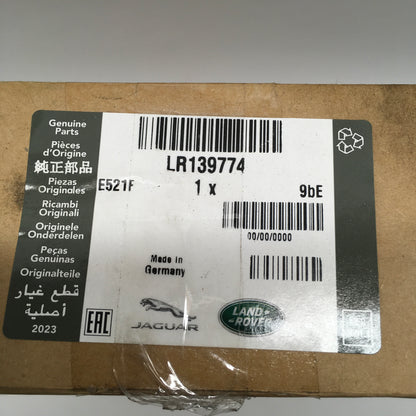 Genuine
Parts
Pièces
d'Origine
純正部品
Piezas
Originales
Ricambi
Originali
Originele
Onderdelen
Peças
Genuinas
Originalteile
قطع غيار
أصلية
2023
LR139774
E521F
1 x
9bE
00/00/0000
Made in
Germany
EAC
JAGUAR
LAND-
ROVER